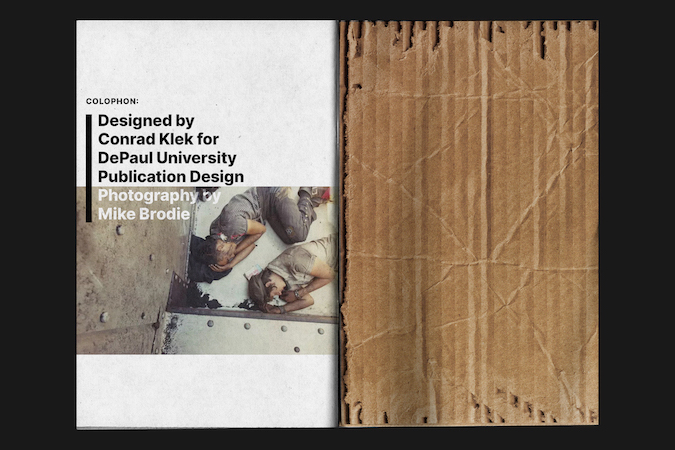 COLOPHON:
Designed by
Conrad Klek for
DePaul University
Publication Design
Photography by
Mike Brodie